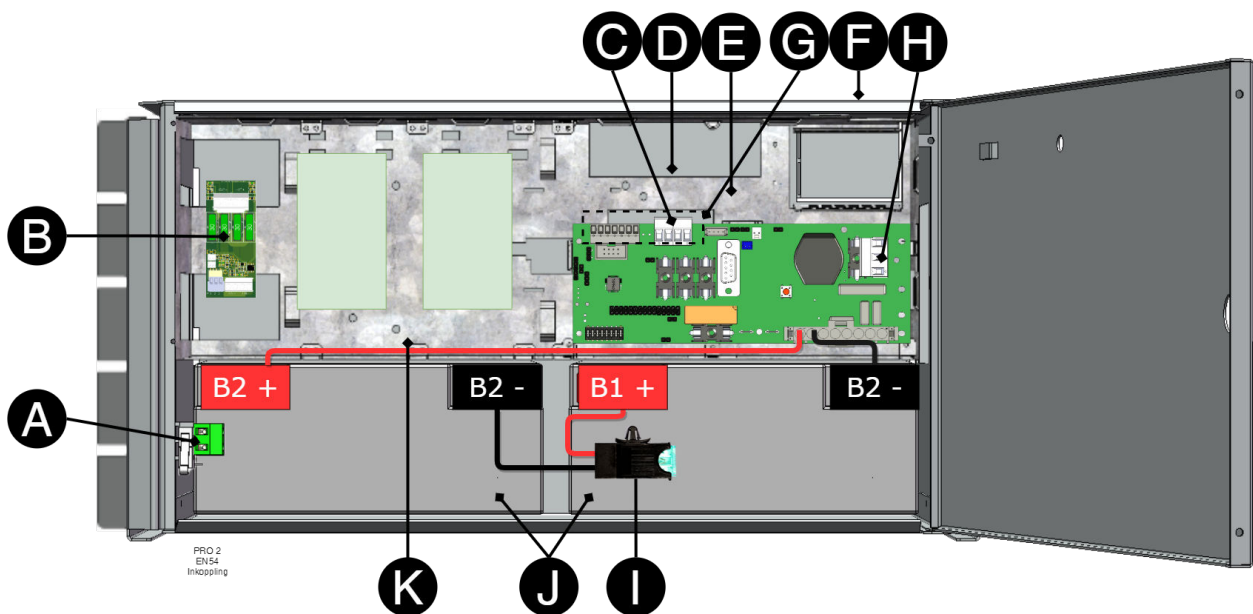 C D E G F H
B
B2 + B2 - B1 + B2 -
A
PRO 2
EN54
Inkoppling
K J I